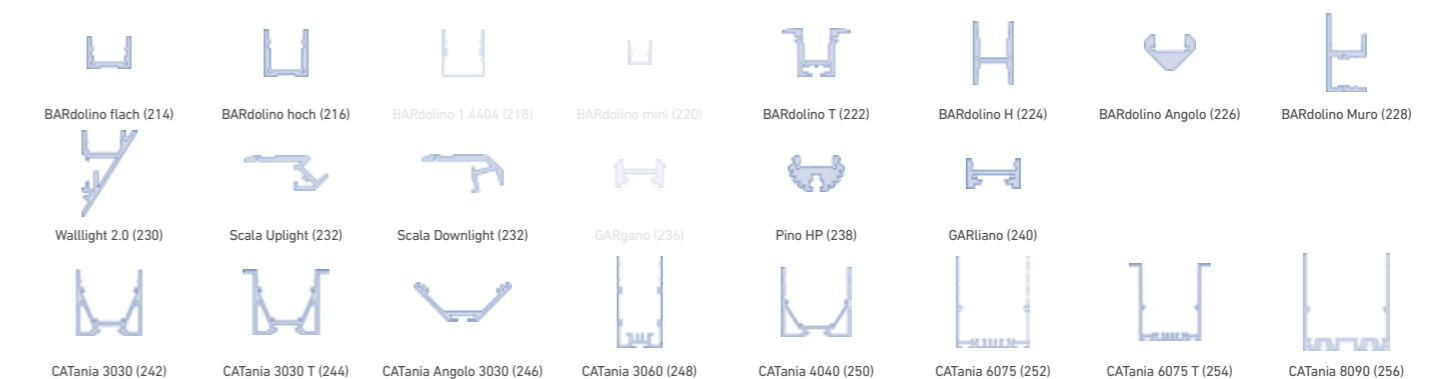 BARdolino flach (214) BARdolino hoch (216) BARdolino 1.4404 (218) BARdolino mini (220) BARdolino T (222) BARdolino H (224) BARdolino Angolo (226) BARdolino Muro (228)
Walllight 2.0 (230) Scala Uplight (232) Scala Downlight (232) GARgano (236) Pino HP (238) GARliano (240)
CATania 3030 (242) CATania 3030 T (244) CATania Angolo 3030 (246) CATania 3060 (248) CATania 4040 (250) CATania 6075 (252) CATania 6075 T (254) CATania 8090 (256)